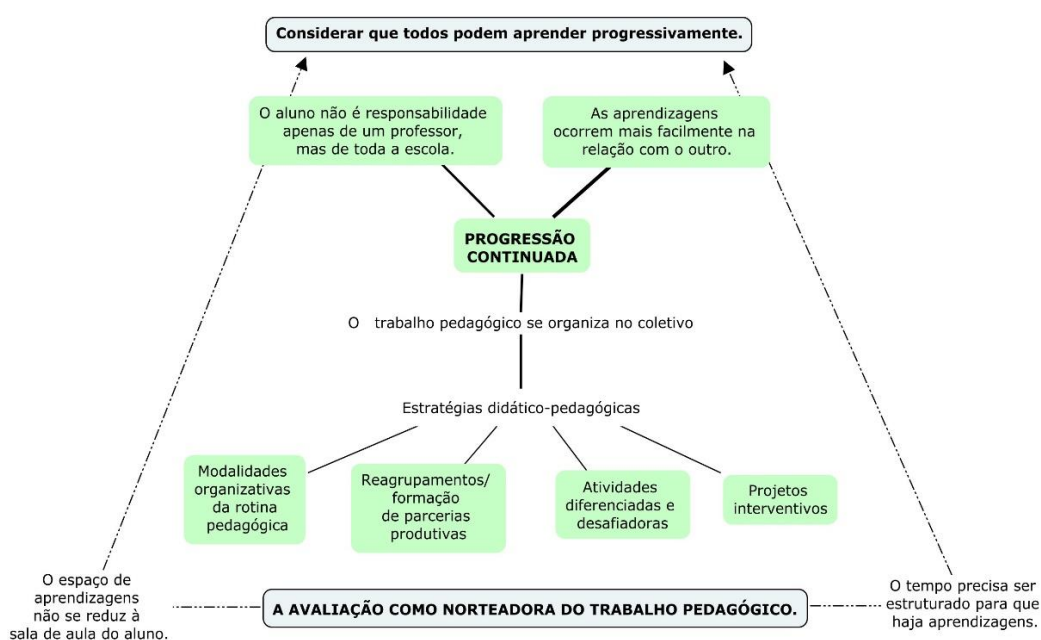 Considerar que todos podem aprender progressivamente.
O aluno não é responsabilidade
apenas de um professor,
mas de toda a escola.
As aprendizagens
ocorrem mais facilmente na
relação com o outro.
PROGRESSÃO
CONTINUADA
O trabalho pedagógico se organiza no coletivo
Estratégias didático-pedagógicas
Modalidades
organizativas
da rotina
pedagógica
Reagrupamentos/
formação
de parcerias
produtivas
Atividades
diferenciadas e
desafiadoras
Projetos
interventivos
O espaço de
aprendizagens
não se reduz à
sala de aula do aluno.
A AVALIAÇÃO COMO NORTEADORA DO TRABALHO PEDAGÓGICO.
O tempo precisa ser
estruturado para que
haja aprendizagens.